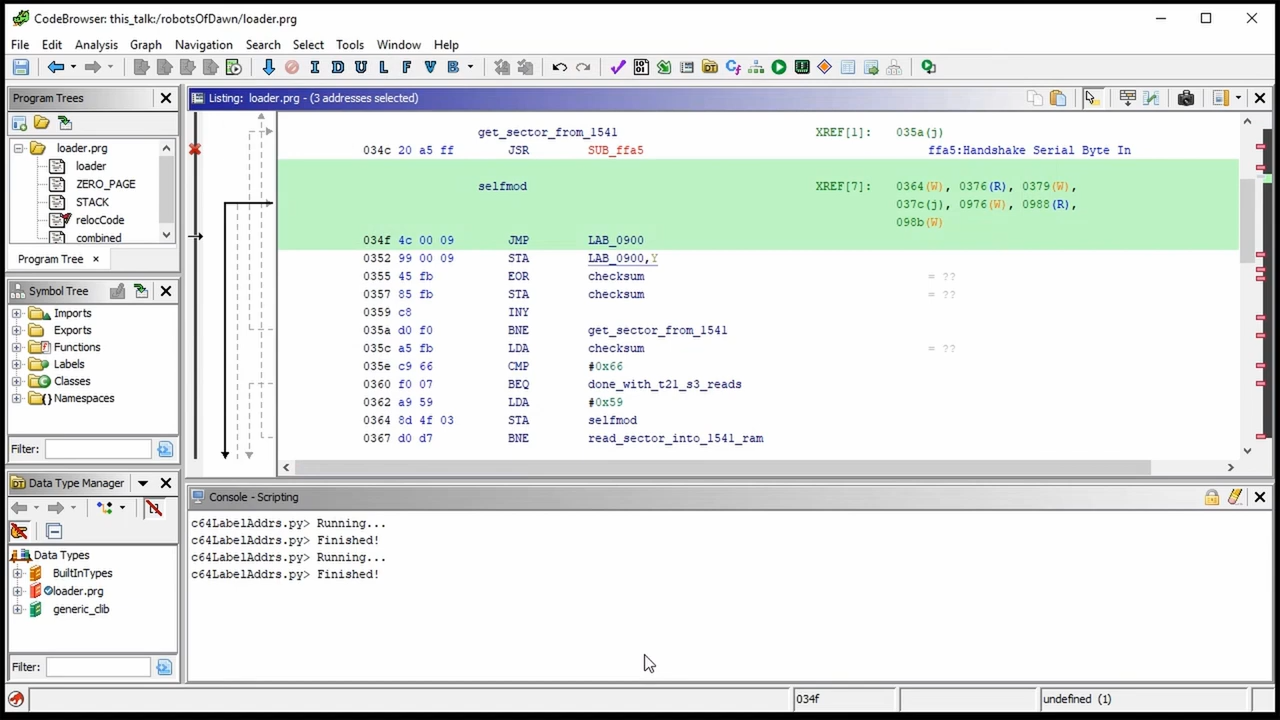 CodeBrowser: this_talk:/robotsOfDawn/loader.prg
File Edit Analysis Graph Navigation Search Select Tools Window Help
I D U L F V B
Program Trees
loader.prg
loader
ZERO_PAGE
STACK
relocCode
combined
Program Tree
Symbol Tree
Imports
Exports
Functions
Labels
Classes
Namespaces
Filter:
Data Type Manager
Data Types
BuiltInTypes
loader.prg
generic_clib
Filter:
Listing: loader.prg - (3 addresses selected)
get_sector_from_1541 XREF[1]: 035a(j)
034c 20 a5 ff JSR SUB_ffa5 ffa5:Handshake Serial Byte In
selfmod XREF[7]: 0364(W), 0376(R), 0379(W),
037c(j), 0976(W), 0988(R),
098b(W)
034f 4c 00 09 JMP LAB_0900
0352 99 00 09 STA LAB_0900,Y
0355 45 fb EOR checksum = ??
0357 85 fb STA checksum = ??
0359 c8 INY
035a d0 f0 BNE get_sector_from_1541
035c a5 fb LDA checksum = ??
035e c9 66 CMP #0x66
0360 f0 07 BEQ done_with_t21_s3_reads
0362 a9 59 LDA #0x59
0364 8d 4f 03 STA selfmod
0367 d0 d7 BNE read_sector_into_1541_ram
Console - Scripting
c64LabelAddrs.py> Running...
c64LabelAddrs.py> Finished!
c64LabelAddrs.py> Running...
c64LabelAddrs.py> Finished!
034f
undefined (1)